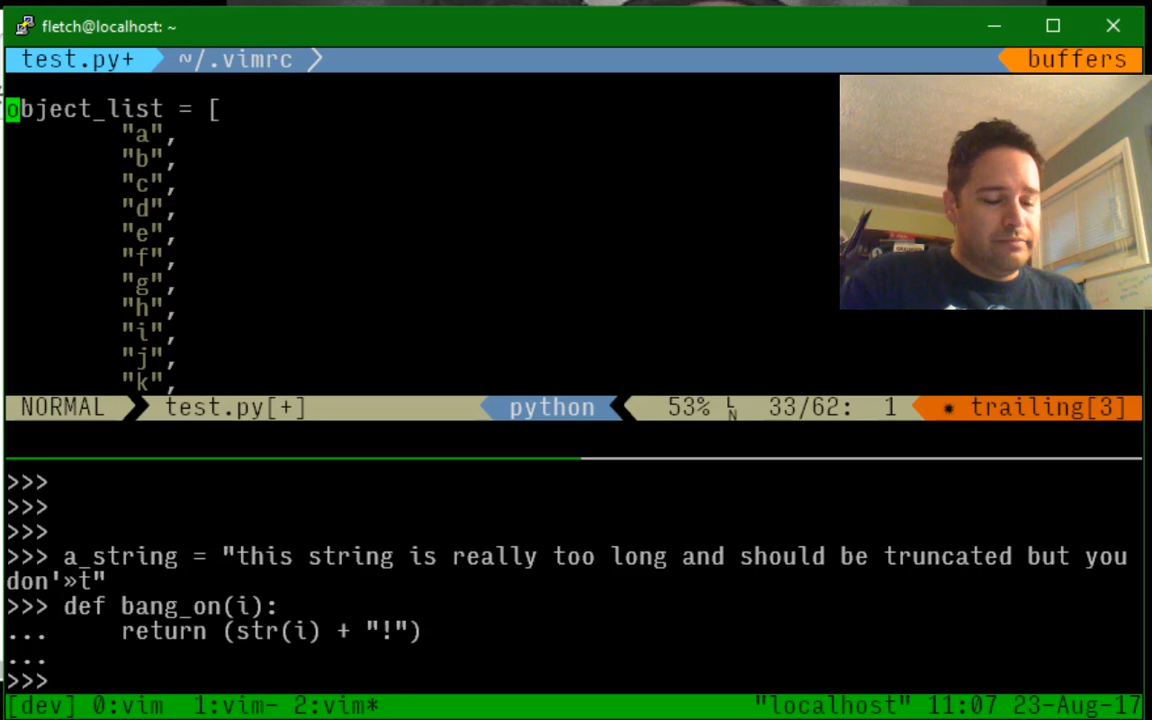 fletch@localhost: ~
test.py+ ~/.vimrc buffers
object_list = [
"a",
"b",
"c",
"d",
"e",
"f",
"g",
"h",
"i",
"j",
"k",
NORMAL test.py[+] python 53% LN 33/62: 1 ✹ trailing[3]
>>>
>>>
>>>
>>> a_string = "this string is really too long and should be truncated but you
don'»t"
>>> def bang_on(i):
... return (str(i) + "!")
...
>>>
[dev] 0:vim 1:vim- 2:vim* "localhost" 11:07 23-Aug-17